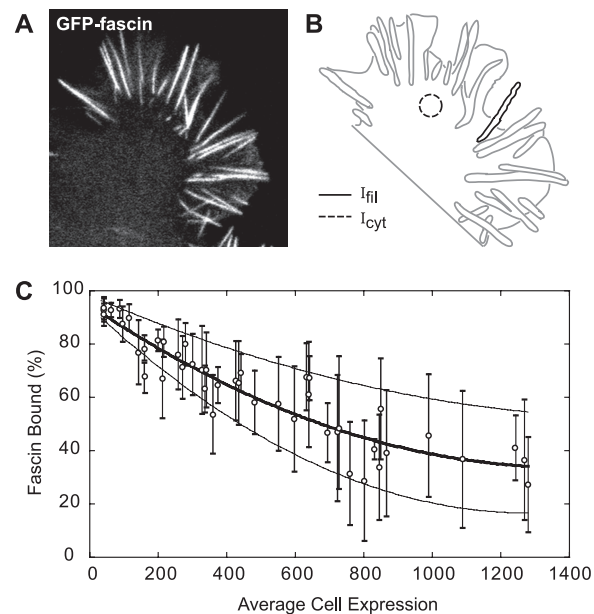 A
GFP-fascin
B
I_fil
I_cyt
C
100
80
60
40
20
0
Fascin Bound (%)
0 200 400 600 800 1000 1200 1400
Average Cell Expression